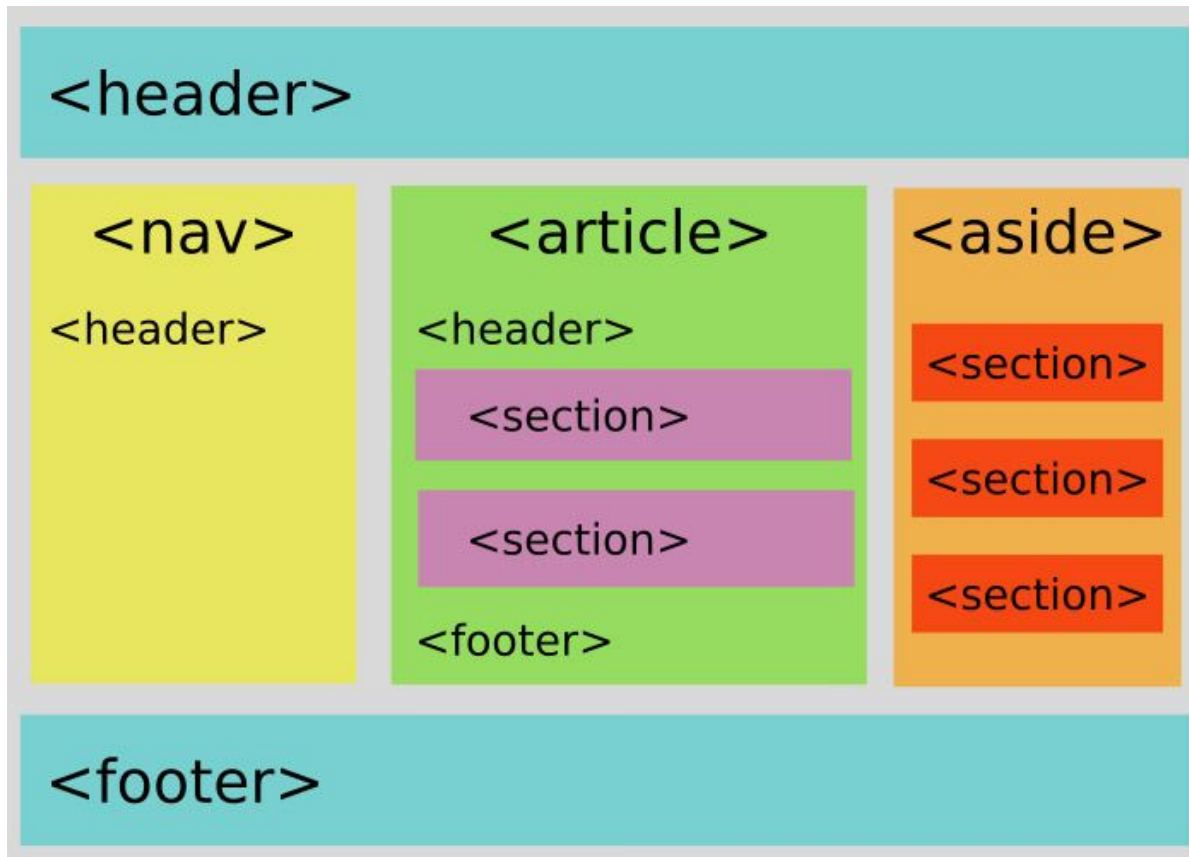 <header>
<nav>
<header>
<article>
<header>
<section>
<section>
<footer>
<aside>
<section>
<section>
<section>
<footer>